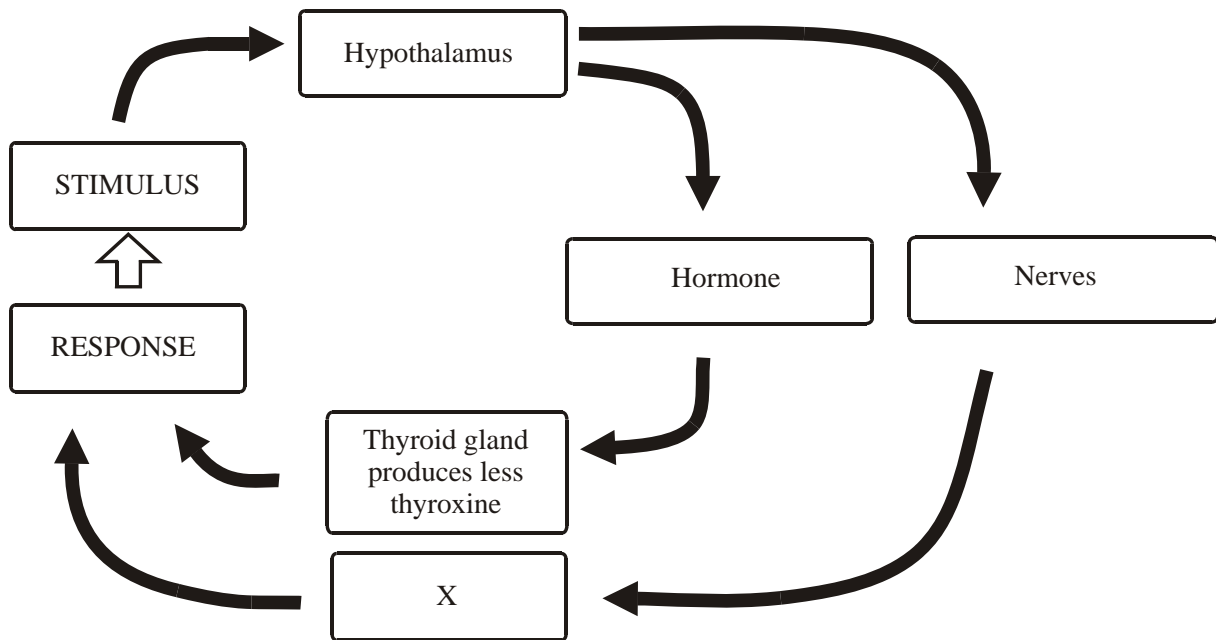 Hypothalamus
STIMULUS
Hormone
Nerves
RESPONSE
Thyroid gland
produces less
thyroxine
X